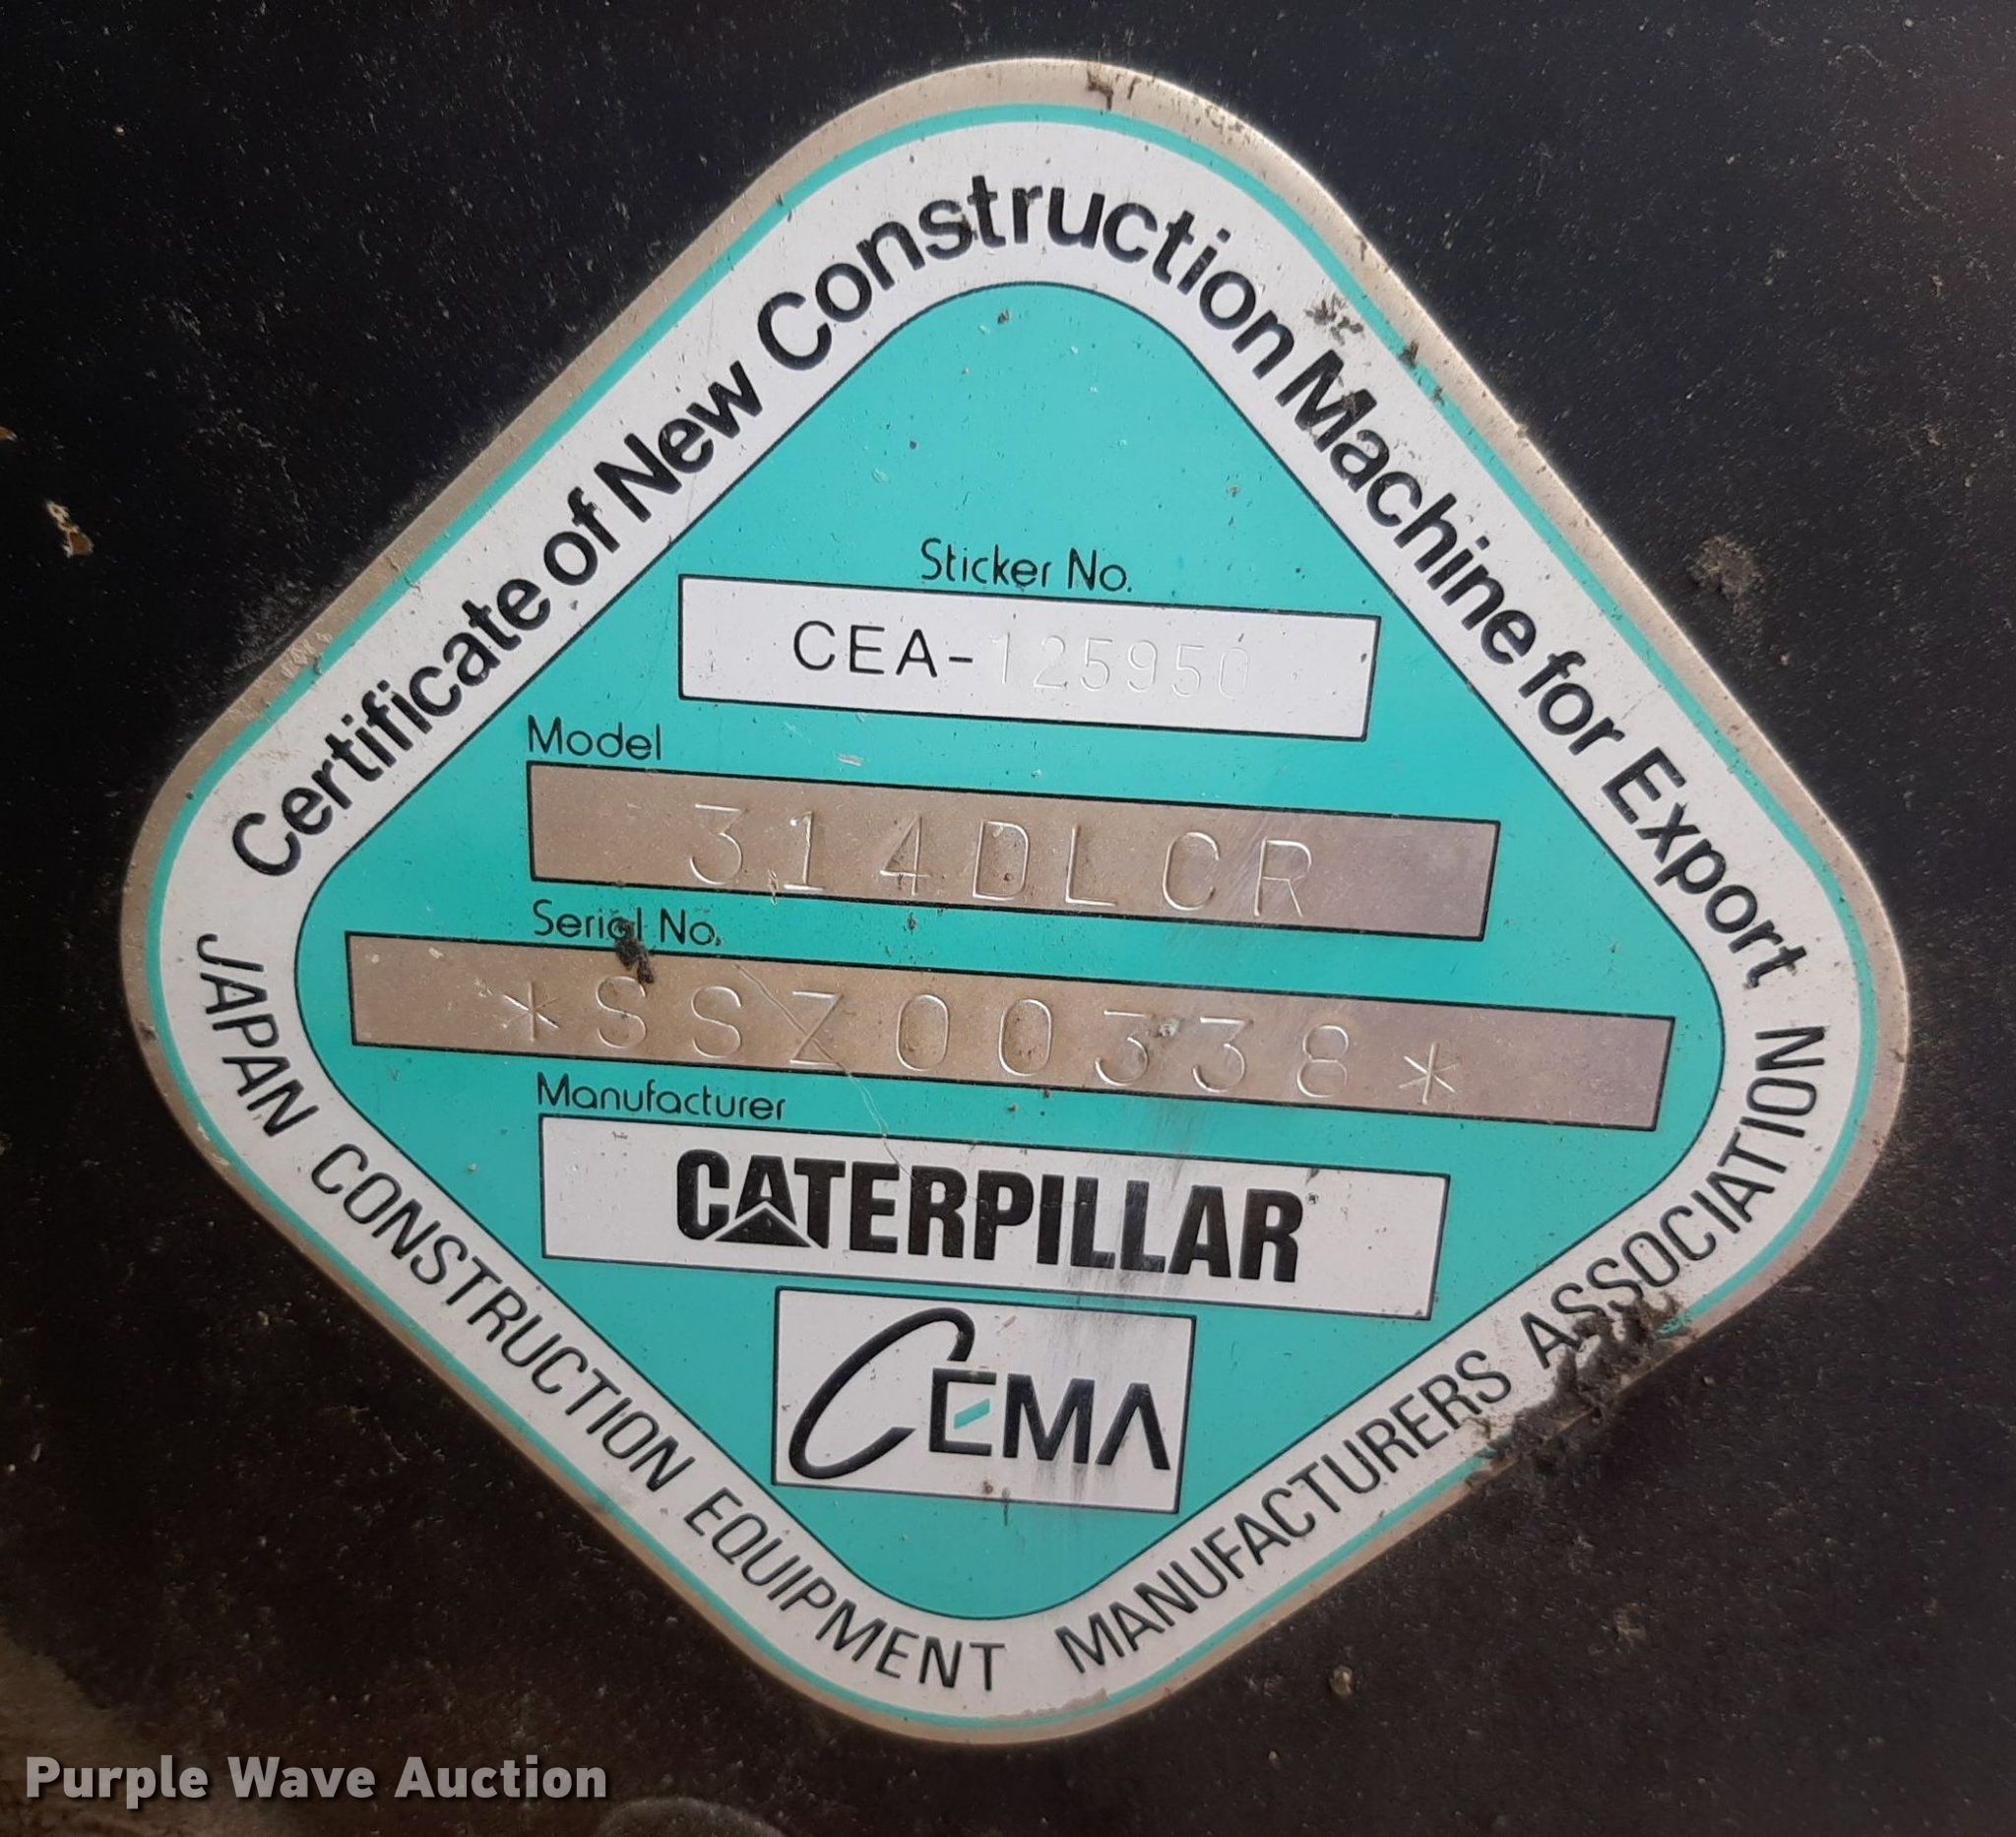 Certificate of New Construction Machine for Export
Sticker No.
CEA-125950
Model
314DLCR
Serial No.
*SSZ00338*
Manufacturer
CATERPILLAR
CEMA
JAPAN CONSTRUCTION EQUIPMENT MANUFACTURERS ASSOCIATION
Purple Wave Auction